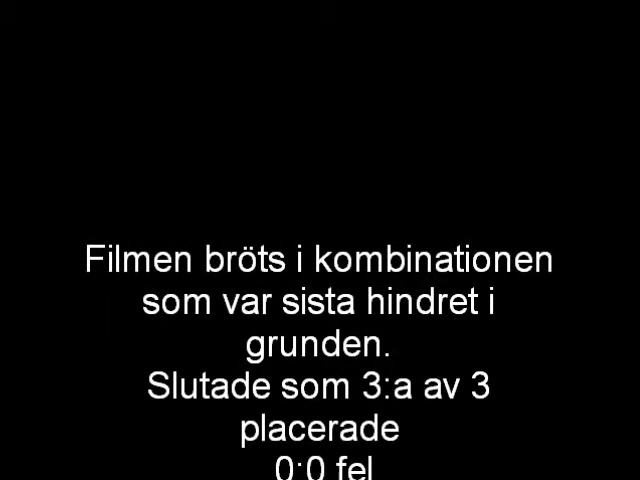 Filmen bröts i kombinationen
som var sista hindret i
grunden.
Slutade som 3:a av 3
placerade
0:0 fel